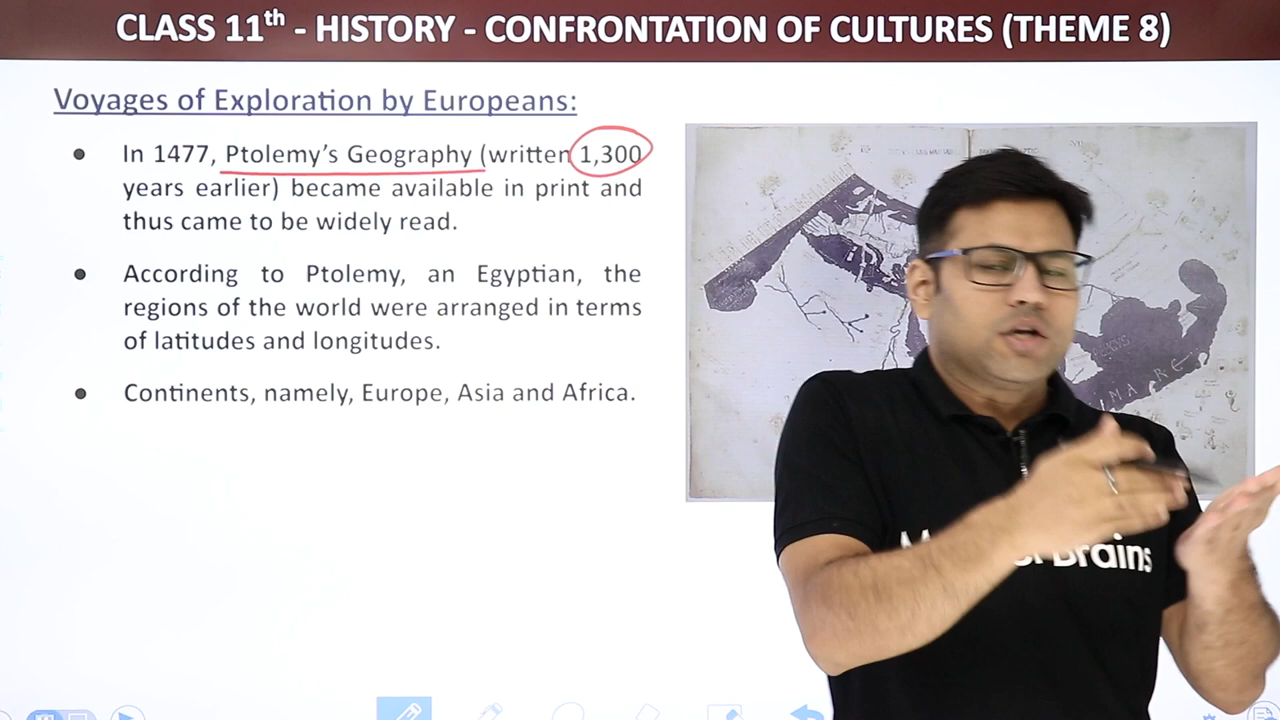 CLASS 11th - HISTORY - CONFRONTATION OF CULTURES (THEME 8)
Voyages of Exploration by Europeans:
● In 1477, Ptolemy's Geography (written 1,300
years earlier) became available in print and
thus came to be widely read.
● According to Ptolemy, an Egyptian, the
regions of the world were arranged in terms
of latitudes and longitudes.
● Continents, namely, Europe, Asia and Africa.
Brains